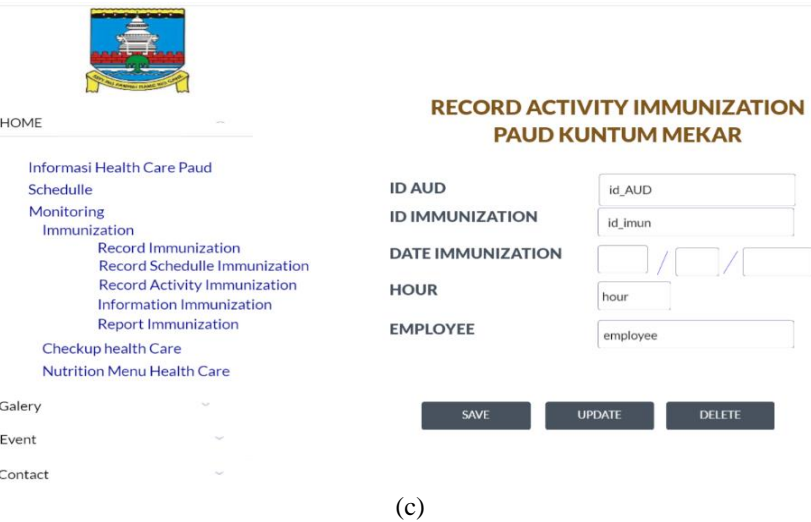 HOME
Informasi Health Care Paud
Schedulle
Monitoring
Immunization
Record Immunization
Record Schedulle Immunization
Record Activity Immunization
Information Immunization
Report Immunization
Checkup health Care
Nutrition Menu Health Care
Galery
Event
Contact
RECORD ACTIVITY IMMUNIZATION
PAUD KUNTUM MEKAR
ID AUD id_AUD
ID IMMUNIZATION id_imun
DATE IMMUNIZATION / /
HOUR hour
EMPLOYEE employee
SAVE UPDATE DELETE
(c)